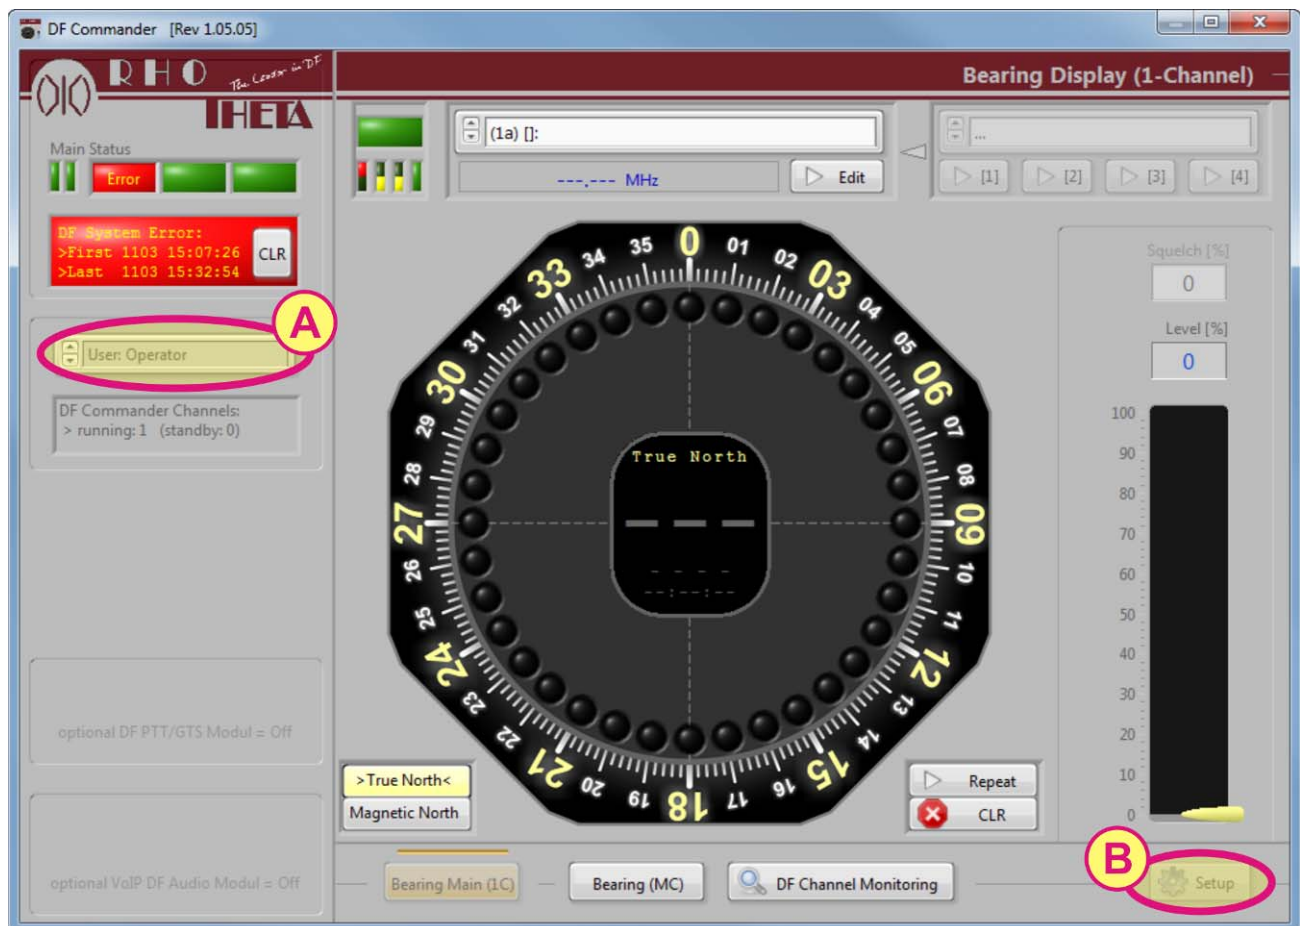 DF Commander [Rev 1.05.05]
RHO
The Leader in DF
THETA
Bearing Display (1-Channel)
Main Status
Error
DF System Error:
>First 1103 15:07:26
>Last 1103 15:32:54
CLR
A
User: Operator
DF Commander Channels:
> running: 1 (standby: 0)
optional DF PTT/GTS Modul = Off
optional VoIP DF Audio Modul = Off
(1a) []:
---,--- MHz
Edit
...
[1]
[2]
[3]
[4]
0
01
02
03
04
05
06
07
08
09
10
11
12
13
14
15
16
17
18
19
20
21
22
23
24
25
26
27
28
29
30
31
32
33
34
35
True North
– – –
- - - -
--:--:--
Squelch [%]
0
Level [%]
0
100
90
80
70
60
50
40
30
20
10
0
>True North<
Magnetic North
Repeat
CLR
Bearing Main (1C)
Bearing (MC)
DF Channel Monitoring
B
Setup